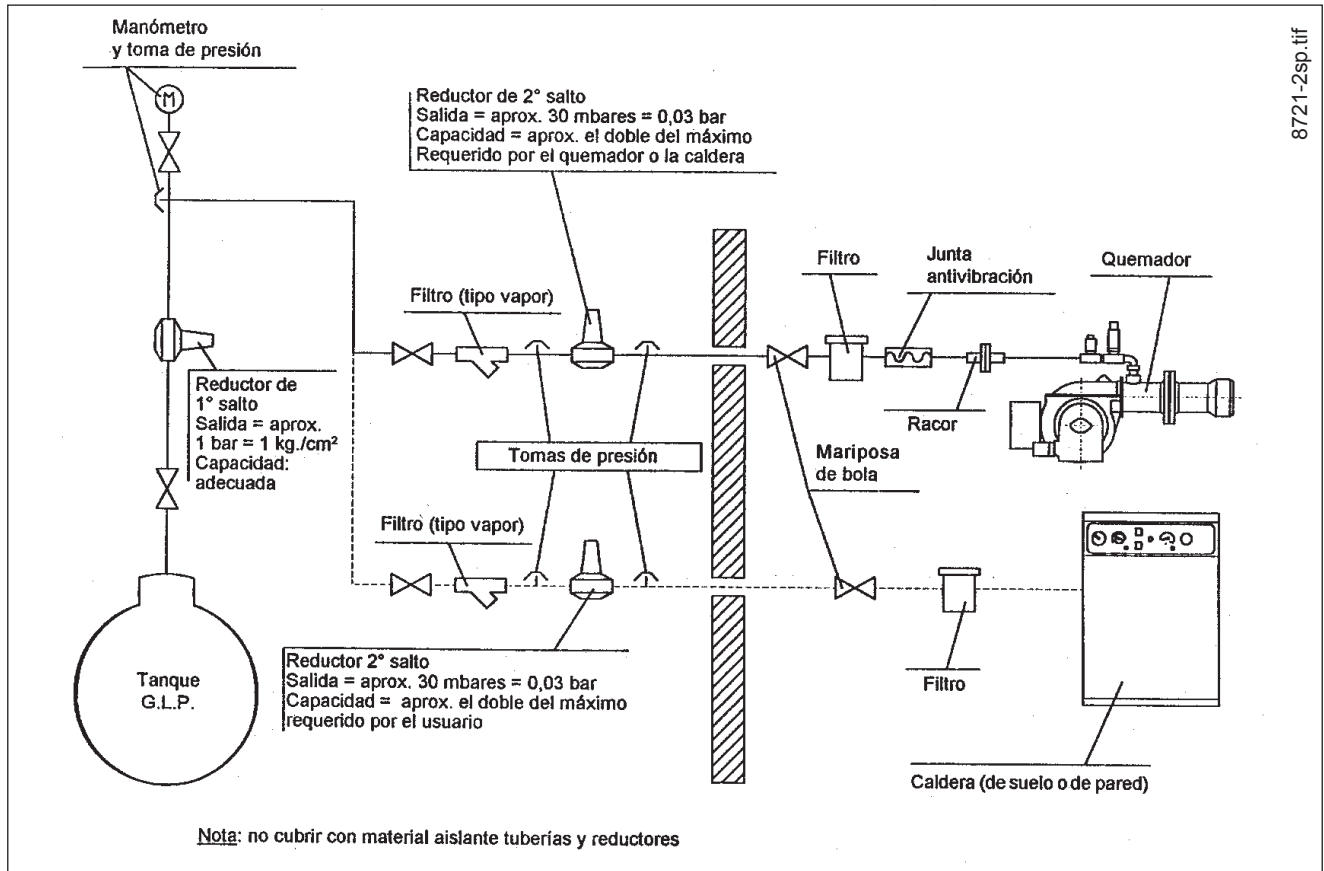 Manómetro
y toma de presión
M
8721-2sp.tif
Reductor de 2° salto
Salida = aprox. 30 mbares = 0,03 bar
Capacidad = aprox. el doble del máximo
Requerido por el quemador o la caldera
Filtro
Junta
antivibración
Quemador
Filtro (tipo vapor)
Reductor de
1° salto
Salida = aprox.
1 bar = 1 kg./cm²
Capacidad:
adecuada
Racor
Tomas de presión
Mariposa
de bola
Filtro (tipo vapor)
Tanque
G.L.P.
Reductor 2° salto
Salida = aprox. 30 mbares = 0,03 bar
Capacidad = aprox. el doble del máximo
requerido por el usuario
Filtro
Caldera (de suelo o de pared)
Nota: no cubrir con material aislante tuberías y reductores